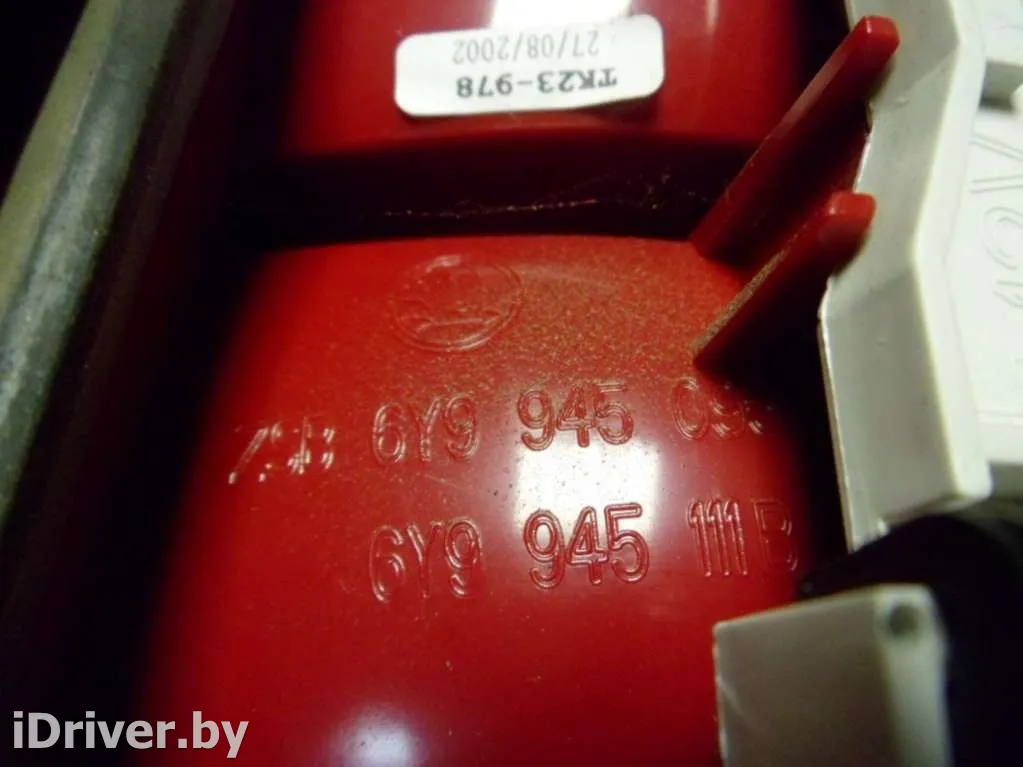 TK23-978
27/08/2002
6Y9 945
6Y9 945 111 B
iDriver.by